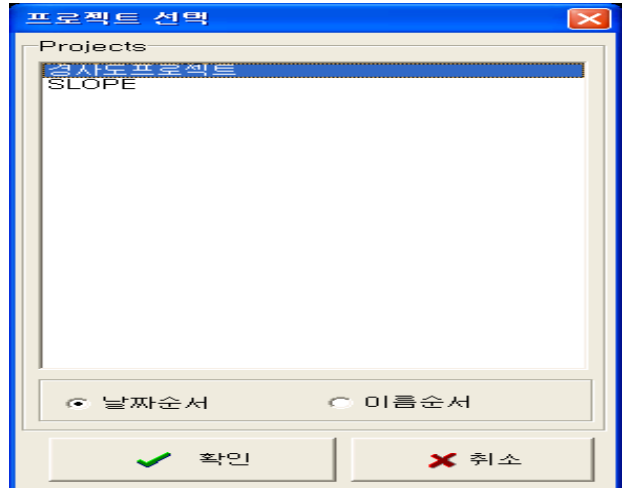 프로젝트 선택
Projects
경사도프로젝트
SLOPE
날짜순서 이름순서
확인 취소